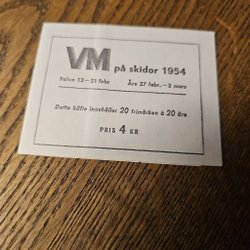 VM på skidor 1954
Falun 13—21 febr. Åre 27 febr.—2 mars
Detta häfte innehåller 20 frimärken à 20 öre
PRIS 4 KR